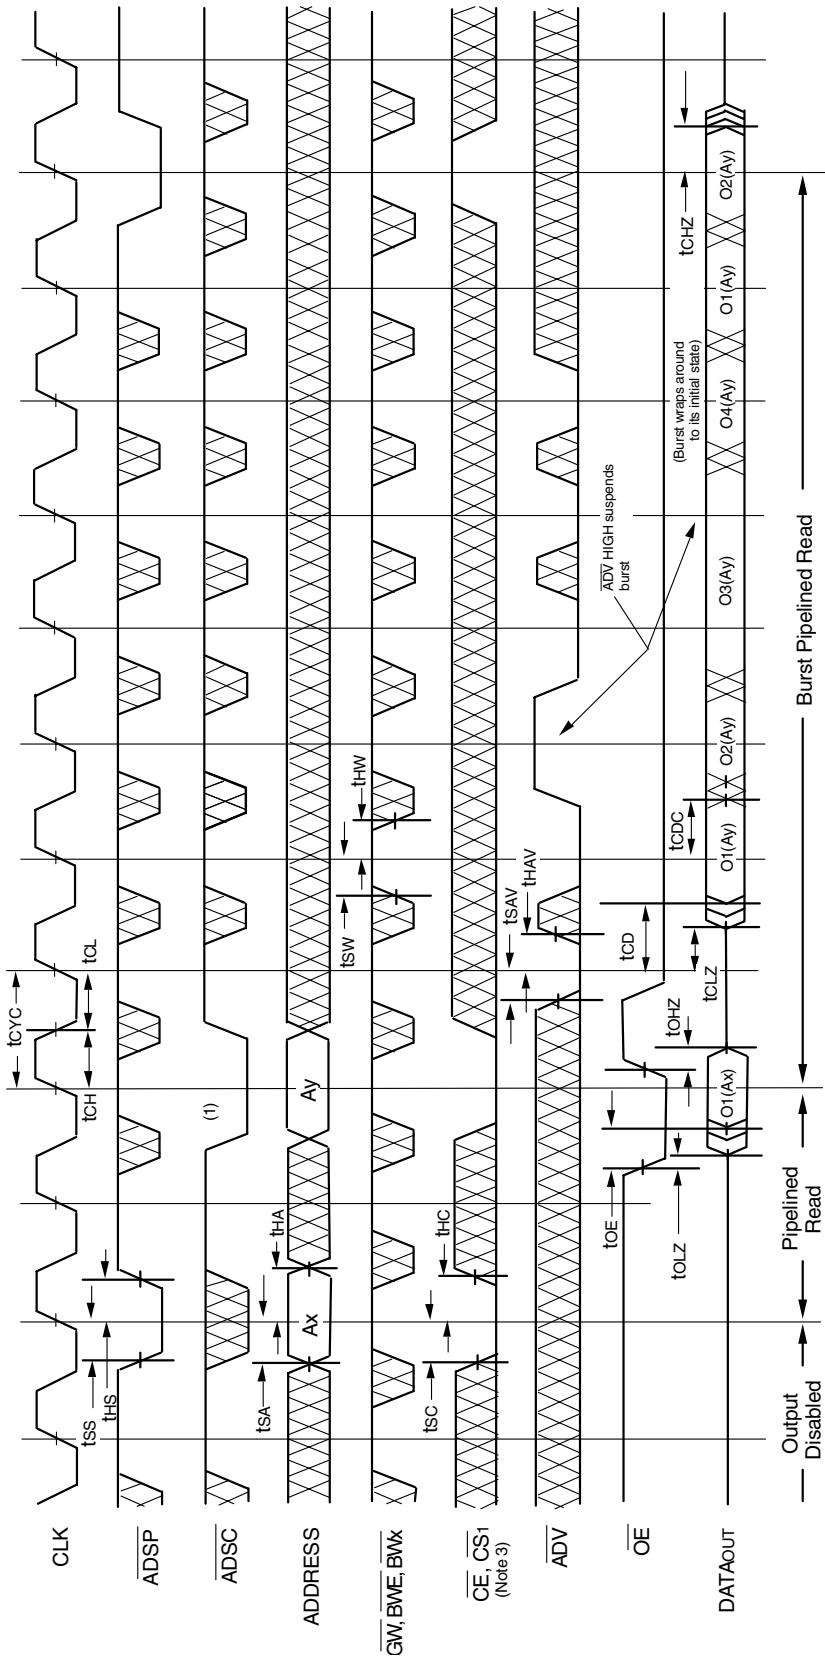 CLK
tCYC
tCH
tCL
ADSP
tSS
tHS
ADSC
(1)
ADDRESS
tSA
tHA
Ax
Ay
GW, BWE, BWx
tSW
tHW
CE, CS1
(Note 3)
tSC
tHC
ADV
tSAV
tHAV
ADV HIGH suspends
burst
OE
tOE
tOHZ
tCD
tOLZ
tCLZ
tCDC
(Burst wraps around
to its initial state)
tCHZ
DATAOUT
O1(Ax)
O1(Ay)
O2(Ay)
O3(Ay)
O4(Ay)
O1(Ay)
O2(Ay)
Output
Disabled
Pipelined
Read
Burst Pipelined Read